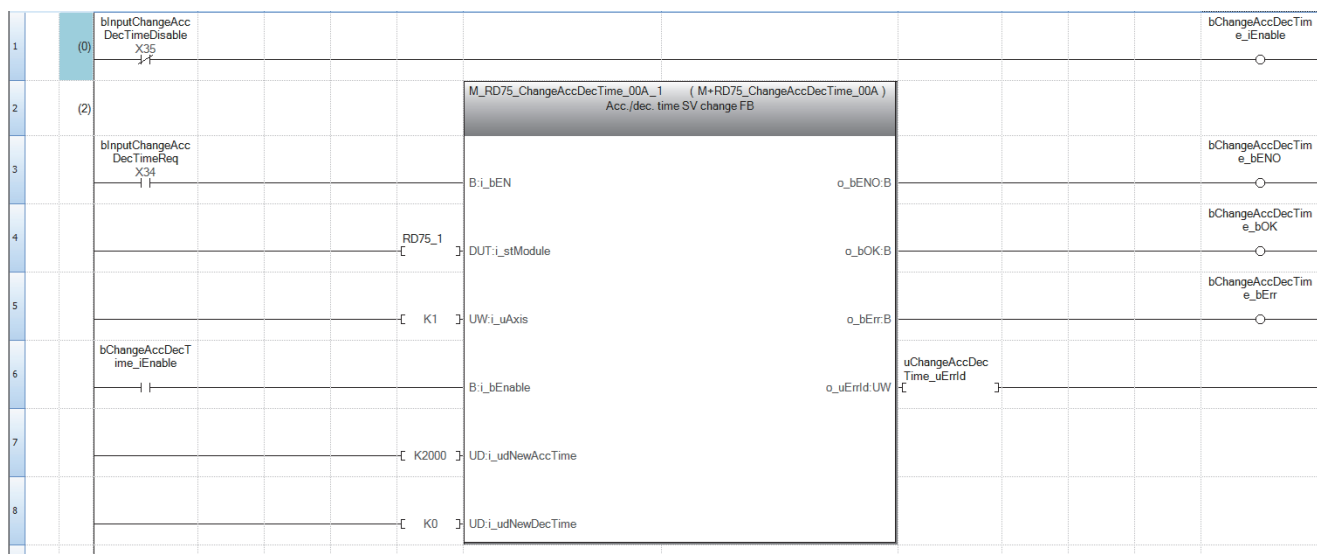 bInputChangeAcc
DecTimeDisable
X35
bChangeAccDecTim
e_iEnable
1
(0)
M_RD75_ChangeAccDecTime_00A_1 ( M+RD75_ChangeAccDecTime_00A )
Acc./dec. time SV change FB
2
(2)
bInputChangeAcc
DecTimeReq
X34
bChangeAccDecTim
e_bENO
3
B:i_bEN
o_bENO:B
bChangeAccDecTim
e_bOK
4
RD75_1
DUT:i_stModule
o_bOK:B
bChangeAccDecTim
e_bErr
5
K1
UW:i_uAxis
o_bErr:B
bChangeAccDecT
ime_iEnable
uChangeAccDec
Time_uErrId
6
B:i_bEnable
o_uErrId:UW
7
K2000
UD:i_udNewAccTime
8
K0
UD:i_udNewDecTime